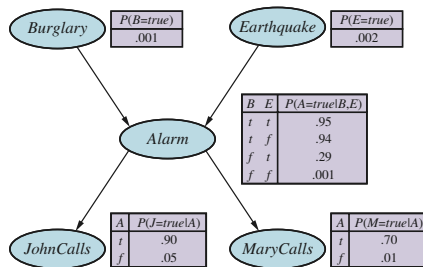 Burglary
P(B=true)
.001
Earthquake
P(E=true)
.002
Alarm
B E P(A=true|B,E)
t t .95
t f .94
f t .29
f f .001
JohnCalls
A P(J=true|A)
t .90
f .05
MaryCalls
A P(M=true|A)
t .70
f .01